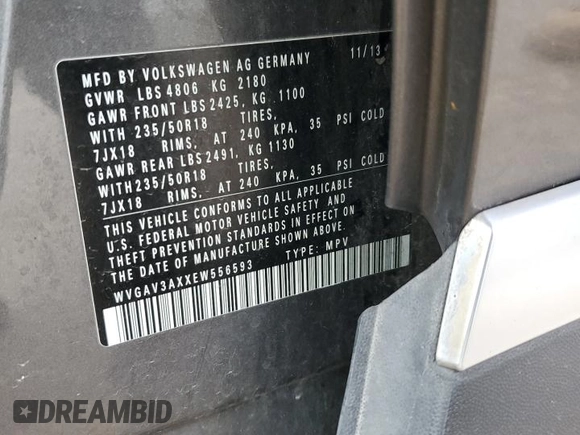 MFD BY VOLKSWAGEN AG GERMANY 11/13
GVWR LBS 4806 KG 2180
GAWR FRONT LBS 2425, KG 1100
WITH 235/50R18 TIRES,
7JX18 RIMS, AT 240 KPA, 35 PSI COLD
GAWR REAR LBS 2491, KG 1130
WITH 235/50R18 TIRES,
7JX18 RIMS, AT 240 KPA, 35 PSI COLD
THIS VEHICLE CONFORMS TO ALL APPLICABLE
U.S. FEDERAL MOTOR VEHICLE SAFETY AND
THEFT PREVENTION STANDARDS IN EFFECT ON
THE DATE OF MANUFACTURE SHOWN ABOVE.
WVGAV3AXXEW556593 TYPE: MPV
DREAMBID